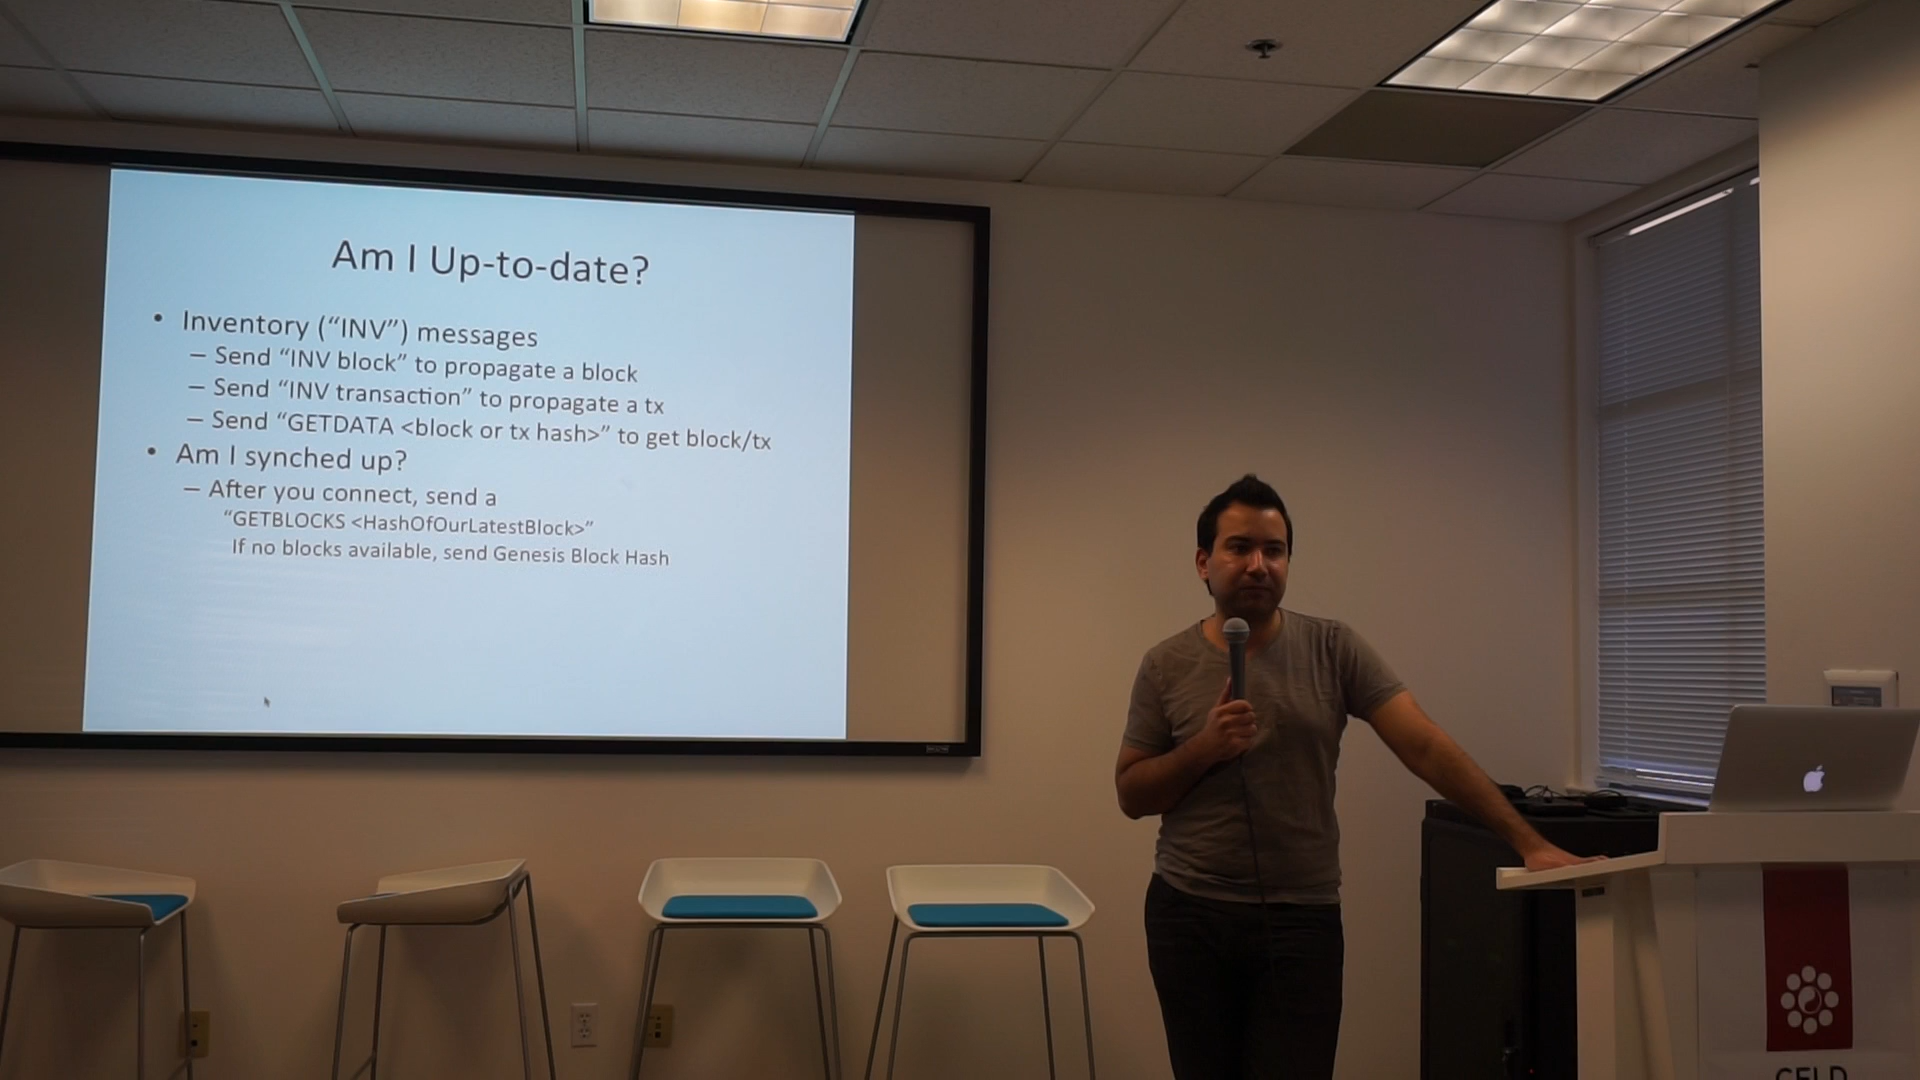 Am I Up-to-date?
• Inventory (“INV”) messages
– Send “INV block” to propagate a block
– Send “INV transaction” to propagate a tx
– Send “GETDATA <block or tx hash>” to get block/tx
• Am I synched up?
– After you connect, send a
“GETBLOCKS <HashOfOurLatestBlock>”
If no blocks available, send Genesis Block Hash